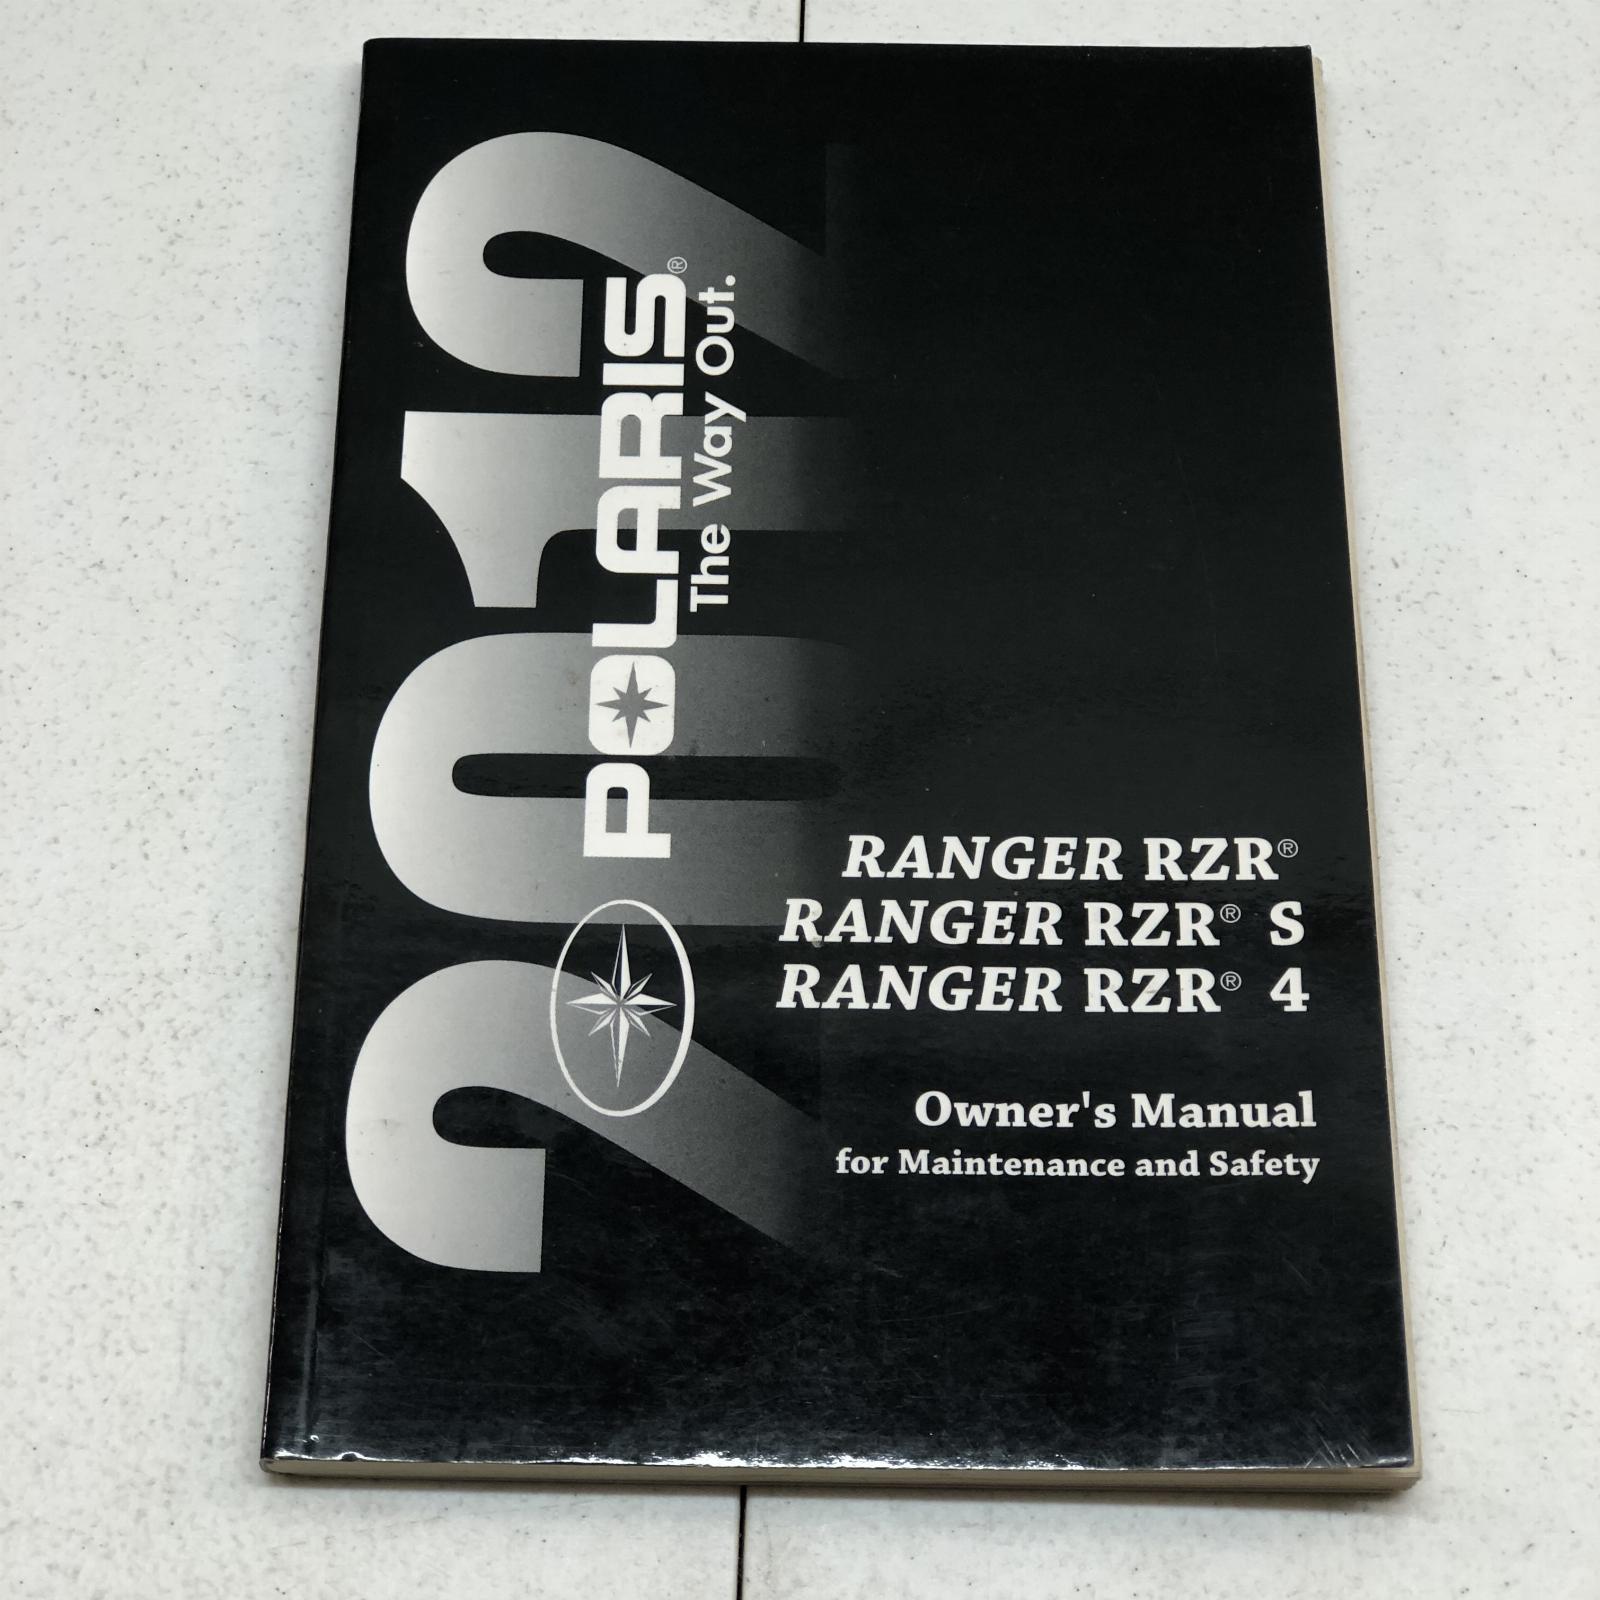 2012
POLARIS®
The Way Out.
RANGER RZR®
RANGER RZR® S
RANGER RZR® 4
Owner's Manual
for Maintenance and Safety